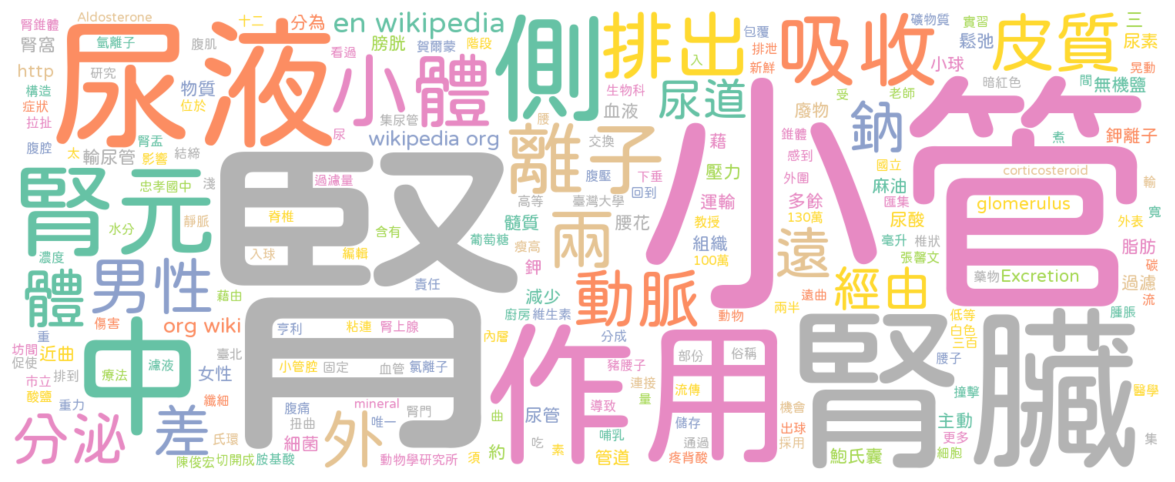 腎錐體
Aldosterone
十二
分為
en wikipedia
側
排出
包覆
入
排泄
新鮮
吸收
皮質
礦物質
實習
三
鬆弛
尿素
晃動
腎窩
氫離子
腹肌
尿液
看過
膀胱
賀爾蒙
階段
小體
生物科
小球
暗紅色
間
無機鹽
http
研究
物質
構造
症狀
位於
拉扯
集尿管
血液
尿道
廢物
受
老師
鈉
煮
鉀離子
腎盂
尿
wikipedia org
腰
離子
交換
藉
錐體
小管
腹腔
太
輸尿管
影響
結締
腎
腹壓
下垂
回到
壓力
感到
外圍
國立
麻油
匯集
corticosteroid
輸
腎元
忠孝國中
淺
過濾量
高等
臺灣大學
運輸
多餘
尿酸
glomerulus
寬
外表
水分
靜脈
脊椎
含有
葡萄糖
髓質
兩
腰花
教授
130萬
遠
毫升
椎狀
張馨文
脂肪
濃度
入球
編輯
瘦高
組織
100萬
鉀
碳
體
男性
藉由
責任
減少
動脈
經由
藥物
Excretion
過濾
流
傷害
org wiki
亨利
粘連
腎上腺
廚房
維生素
動物
遠曲
兩半
低等
白色
三百
腫脹
重
坊間
促使
近曲
中
濾液
臺北
內層
分成
作用
部份
俗稱
腎臟
腰子
市立
酸鹽
排到
療法
女性
小管腔
固定
血管
氯離子
豬腰子
連接
量
流傳
撞擊
醫學
重力
纖細
腹痛
扭曲
mineral
唯一
腎門
尿管
導致
儲存
機會
主動
分泌
差
氏環
外
細菌
曲
哺乳
通過
出球
採用
更多
細胞
陳俊宏
切開成
胺基酸
動物學研究所
須
約
吃
素
管道
疼背酸
鮑氏囊
集